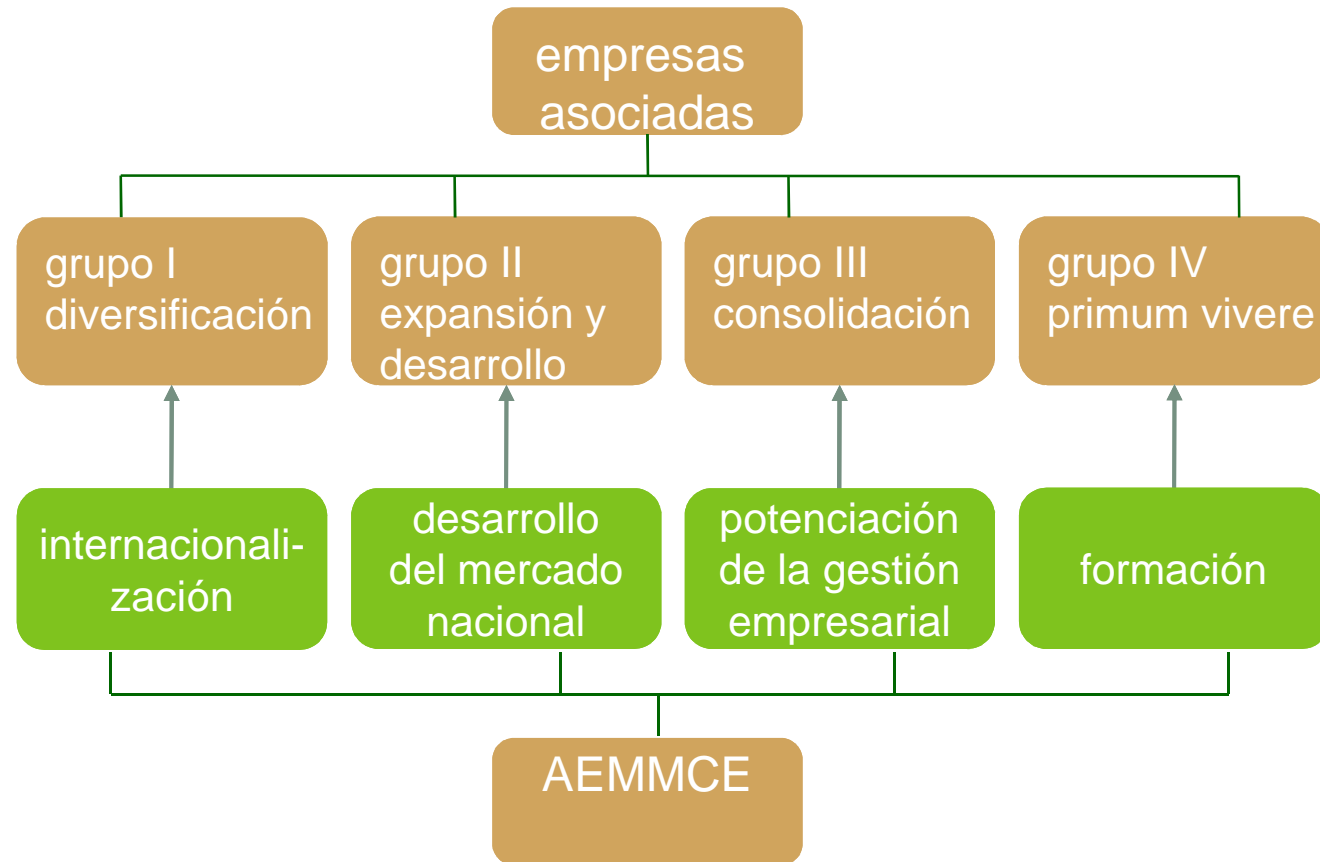 empresas
asociadas
grupo I
diversificación
grupo II
expansión y
desarrollo
grupo III
consolidación
grupo IV
primum vivere
internacionali-
zación
desarrollo
del mercado
nacional
potenciación
de la gestión
empresarial
formación
AEMMCE